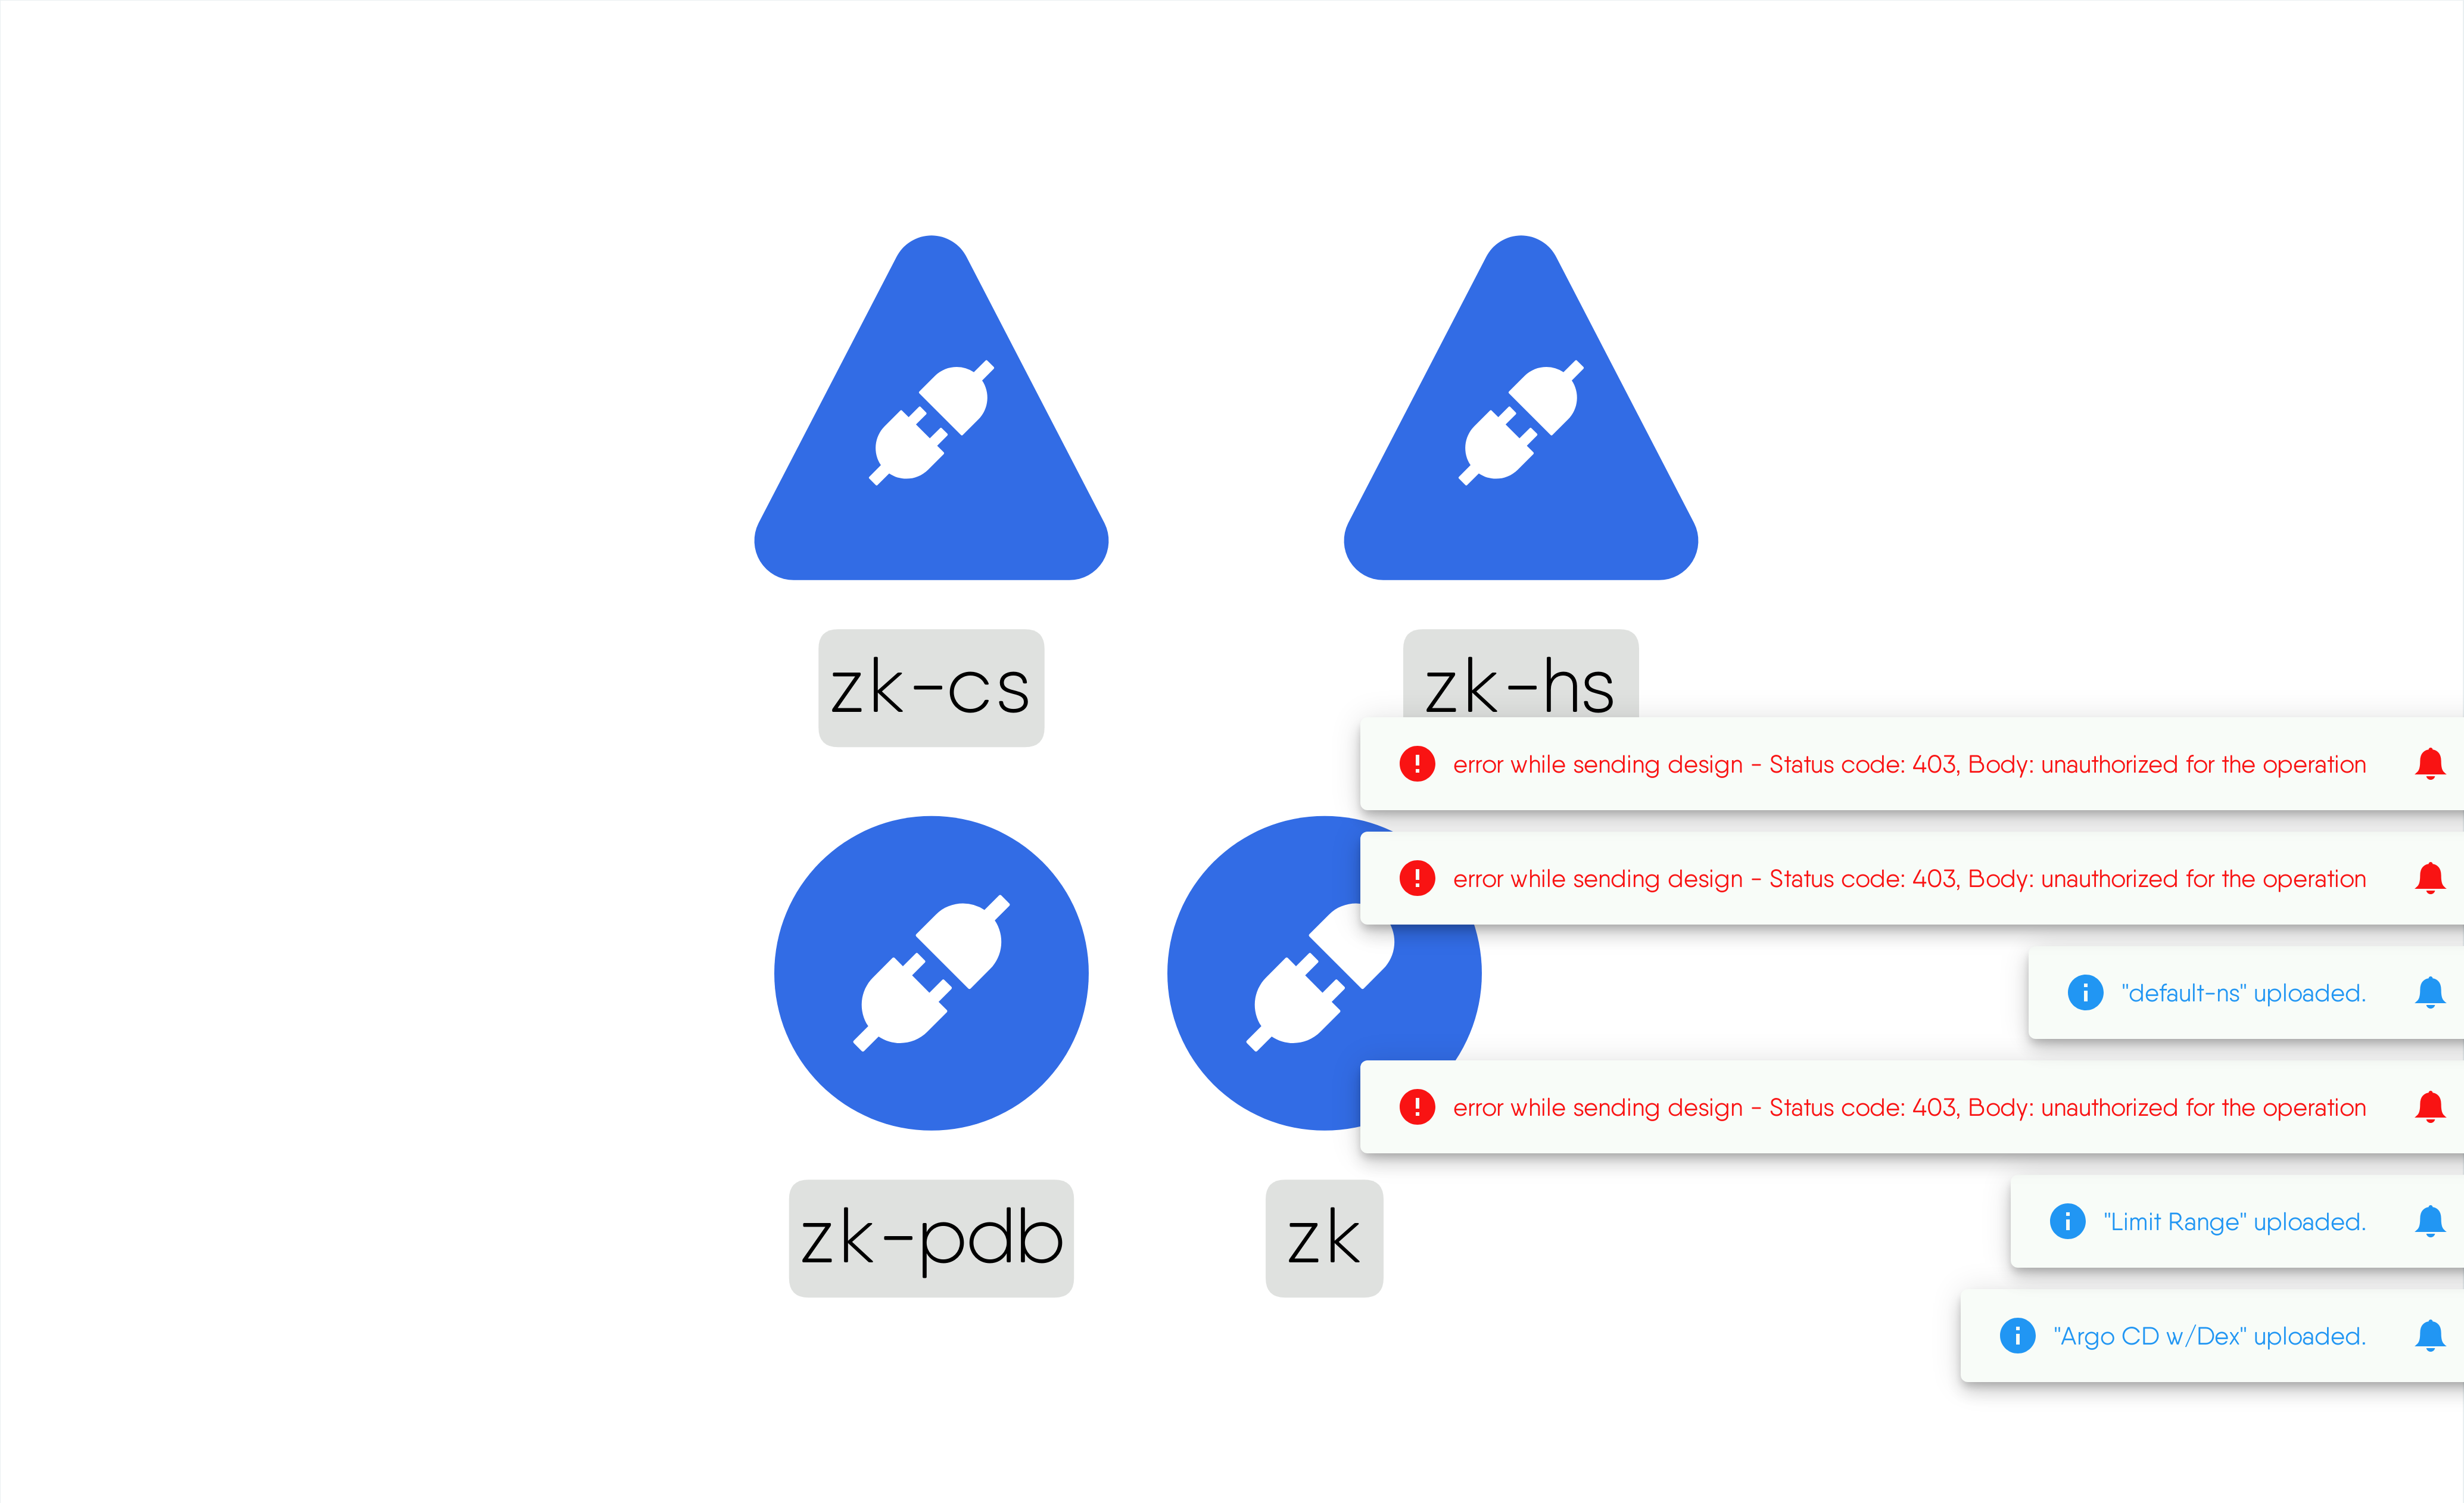 zk-cs
zk-hs
error while sending design - Status code: 403, Body: unauthorized for the operation
error while sending design - Status code: 403, Body: unauthorized for the operation
"default-ns" uploaded.
error while sending design - Status code: 403, Body: unauthorized for the operation
zk-pdb
zk
"Limit Range" uploaded.
"Argo CD w/Dex" uploaded.